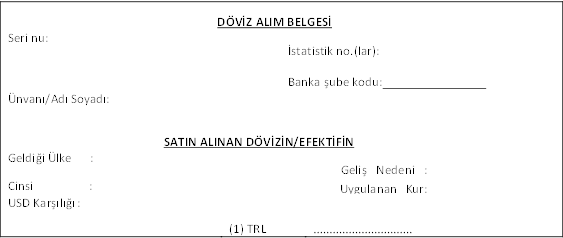 DÖVİZ ALIM BELGESİ
Seri nu:
İstatistik no.(lar):
Banka şube kodu:_________________
Ünvanı/Adı Soyadı:
SATIN ALINAN DÖVİZİN/EFEKTİFİN
Geldiği Ülke :
Geliş Nedeni :
Cinsi :
Uygulanan Kur:
USD Karşılığı :
(1) TRL ...............................